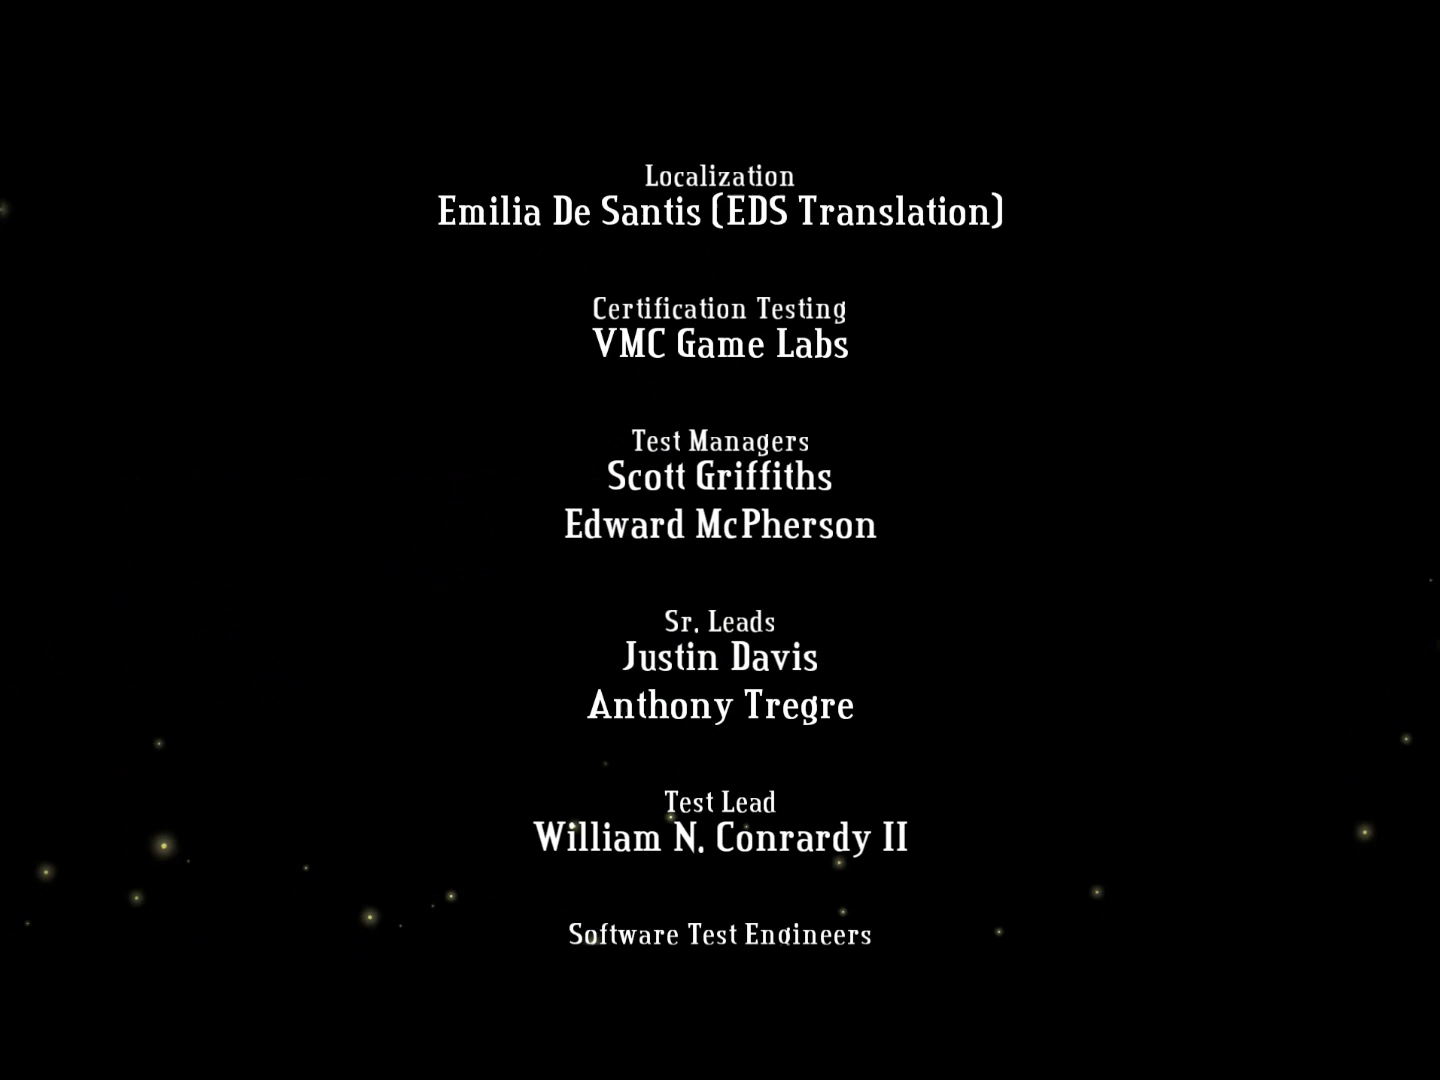 Localization
Emilia De Santis (EDS Translation)
Certification Testing
VMC Game Labs
Test Managers
Scott Griffiths
Edward McPherson
Sr. Leads
Justin Davis
Anthony Tregre
Test Lead
William N. Conrardy II
Software Test Engineers